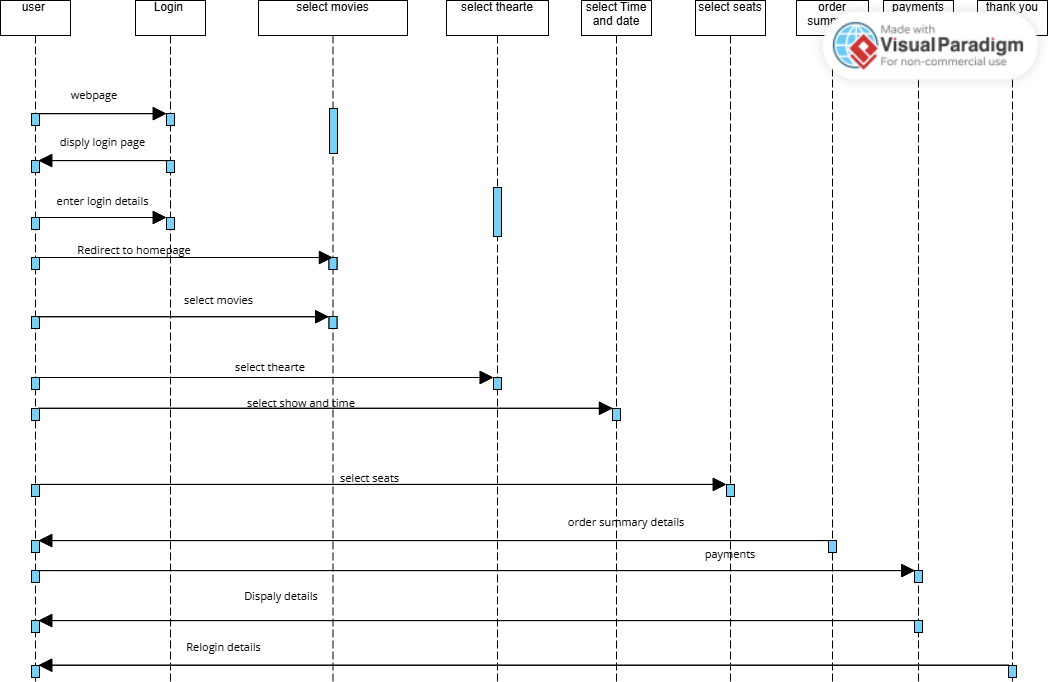 user
Login
select movies
select thearte
select Time
and date
select seats
order
payments
thank you
Made with
VisualParadigm
For non-commercial use
webpage
disply login page
enter login details
Redirect to homepage
select movies
select thearte
select show and time
select seats
order summary details
payments
Dispaly details
Relogin details